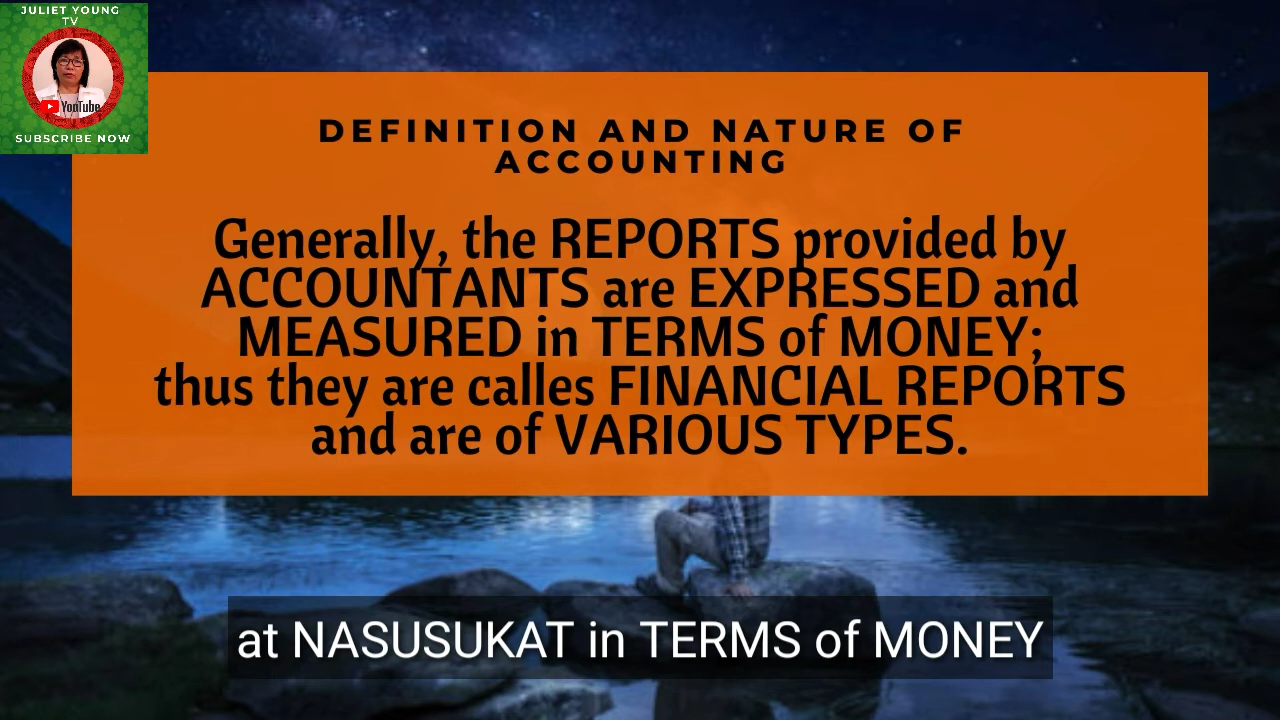 JULIET YOUNG
TV
YouTube
SUBSCRIBE NOW
DEFINITION AND NATURE OF
ACCOUNTING
Generally, the REPORTS provided by
ACCOUNTANTS are EXPRESSED and
MEASURED in TERMS of MONEY;
thus they are calles FINANCIAL REPORTS
and are of VARIOUS TYPES.
at NASUSUKAT in TERMS of MONEY